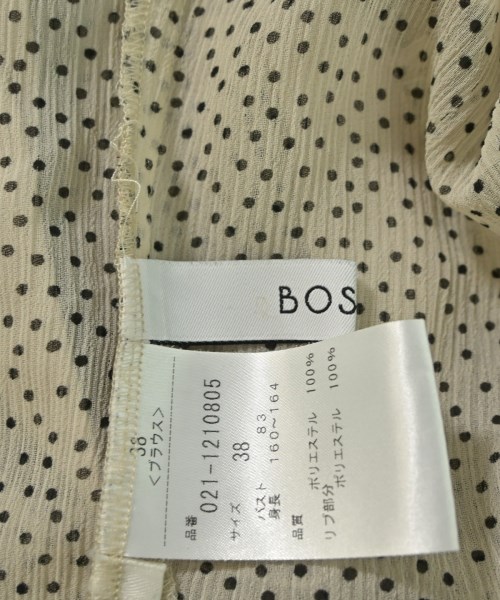 BOS
38
<ブラウス>
品番 021-1210805
サイズ 38
バスト 83
身長 160~164
品質 ポリエステル 100%
リブ部分
ポリエステル 100%